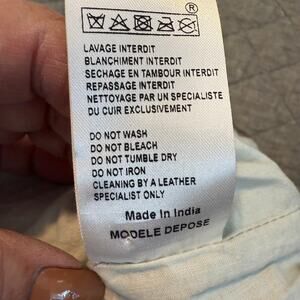 ®
LAVAGE INTERDIT
BLANCHIMENT INTERDIT
SECHAGE EN TAMBOUR INTERDIT
REPASSAGE INTERDIT
NETTOYAGE PAR UN SPECIALISTE
DU CUIR EXCLUSIVEMENT
DO NOT WASH
DO NOT BLEACH
DO NOT TUMBLE DRY
DO NOT IRON
CLEANING BY A LEATHER
SPECIALIST ONLY
Made in India
MODELE DEPOSE